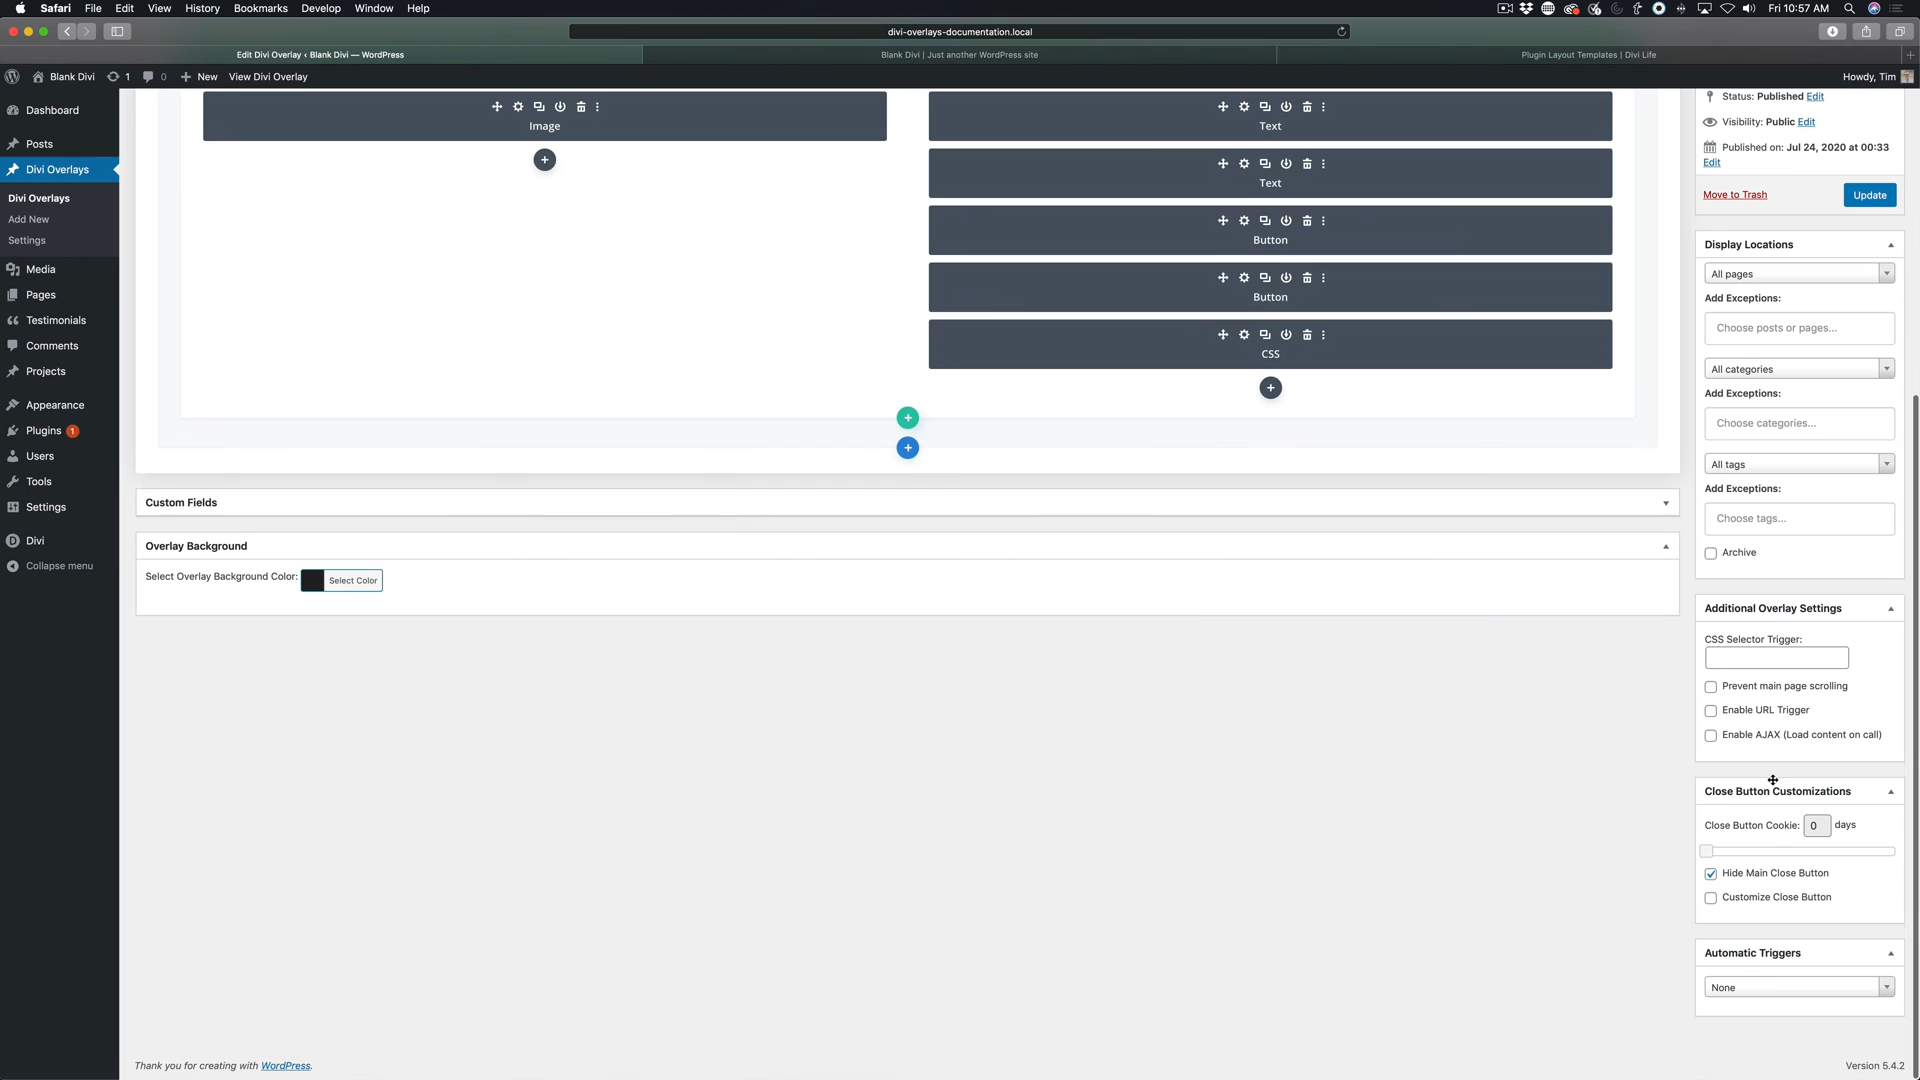 Safari File Edit View History Bookmarks Develop Window Help Fri 10:57 AM
divi-overlays-documentation.local
Edit Divi Overlay ‹ Blank Divi — WordPress Blank Divi | Just another WordPress site Plugin Layout Templates | Divi Life
Blank Divi 1 0 New View Divi Overlay Howdy, Tim
Dashboard
Posts
Divi Overlays
Divi Overlays
Add New
Settings
Media
Pages
Testimonials
Comments
Projects
Appearance
Plugins 1
Users
Tools
Settings
Divi
Collapse menu
Image
Text
Text
Button
Button
CSS
Custom Fields
Overlay Background
Select Overlay Background Color: Select Color
Status: Published Edit
Visibility: Public Edit
Published on: Jul 24, 2020 at 00:33
Edit
Move to Trash Update
Display Locations
All pages
Add Exceptions:
Choose posts or pages...
All categories
Add Exceptions:
Choose categories...
All tags
Add Exceptions:
Choose tags...
Archive
Additional Overlay Settings
CSS Selector Trigger:
Prevent main page scrolling
Enable URL Trigger
Enable AJAX (Load content on call)
Close Button Customizations
Close Button Cookie: 0 days
Hide Main Close Button
Customize Close Button
Automatic Triggers
None
Thank you for creating with WordPress. Version 5.4.2